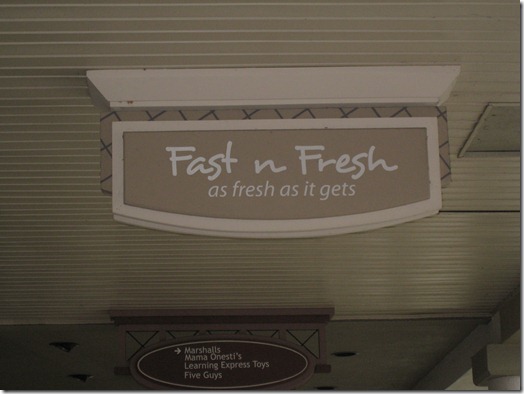 Fast n Fresh
as fresh as it gets
→ Marshalls
Mama Onesti's
Learning Express Toys
Five Guys